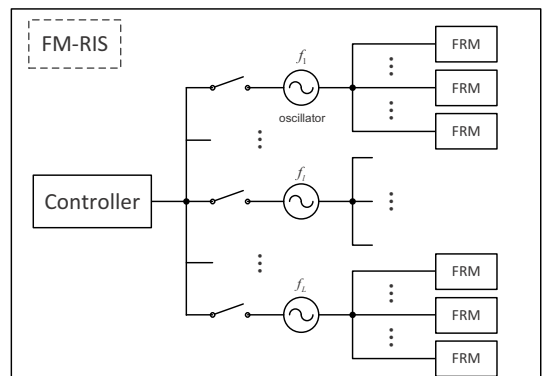 FM-RIS
f1
FRM
FRM
oscillator
FRM
Controller
fl
fL
FRM
FRM
FRM